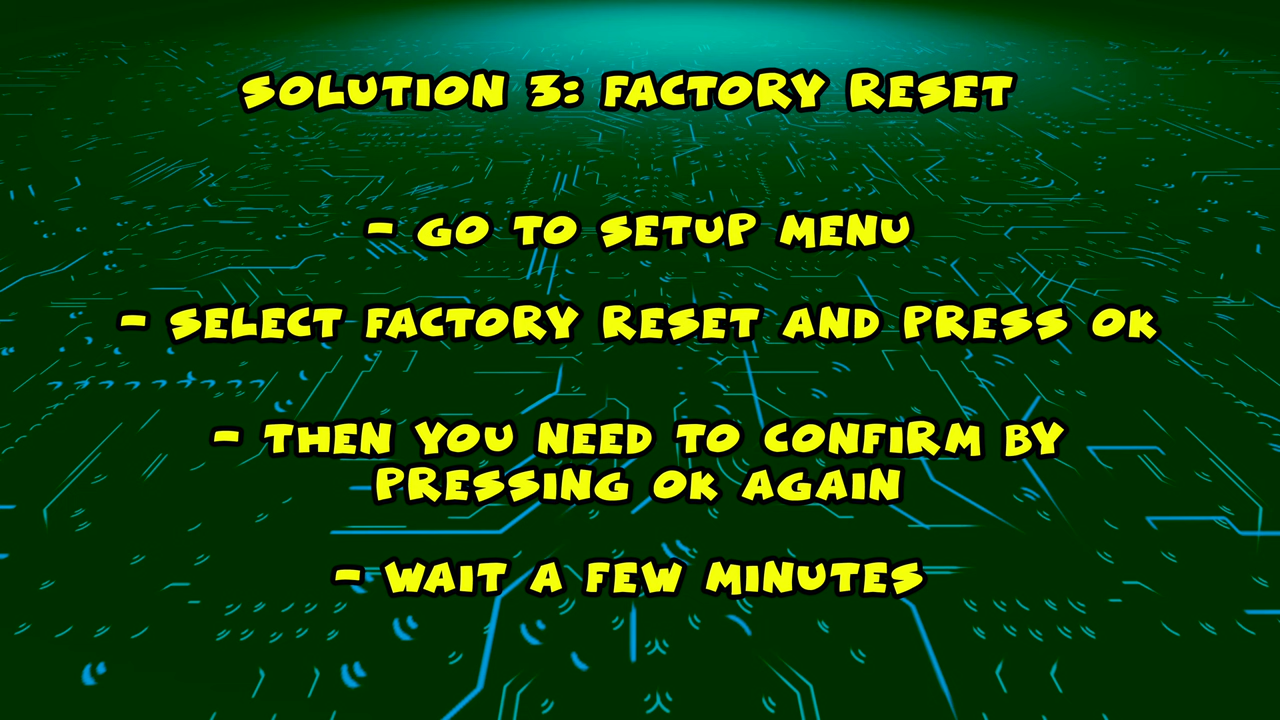 SOLUTION 3: FACTORY RESET
- GO TO SETUP MENU
- SELECT FACTORY RESET AND PRESS OK
- THEN YOU NEED TO CONFIRM BY
PRESSING OK AGAIN
- WAIT A FEW MINUTES